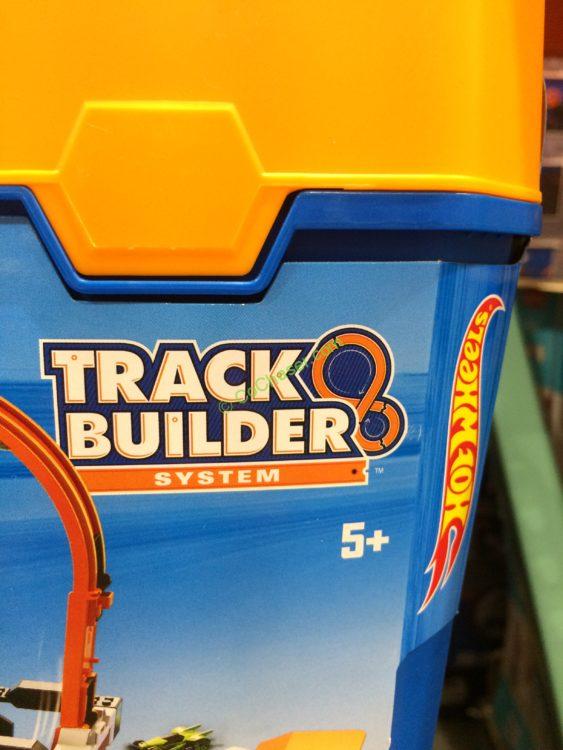 TRACK
BUILDER
SYSTEM
TM
5+
HOT WHEELS